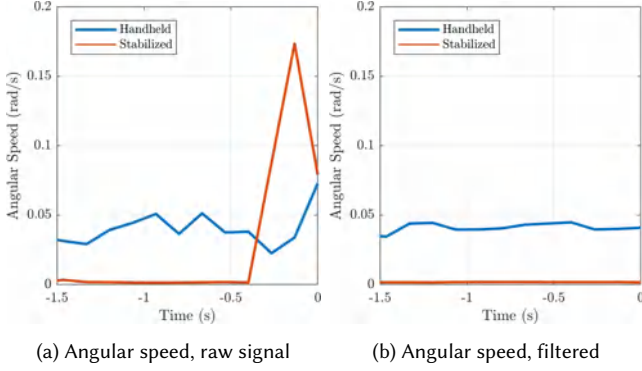 0.2
0.15
0.1
0.05
0
Angular Speed (rad/s)
Handheld
Stabilized
-1.5
-1
-0.5
0
Time (s)
(a) Angular speed, raw signal
0.2
0.15
0.1
0.05
0
Angular Speed (rad/s)
Handheld
Stabilized
-1.5
-1
-0.5
0
Time (s)
(b) Angular speed, filtered